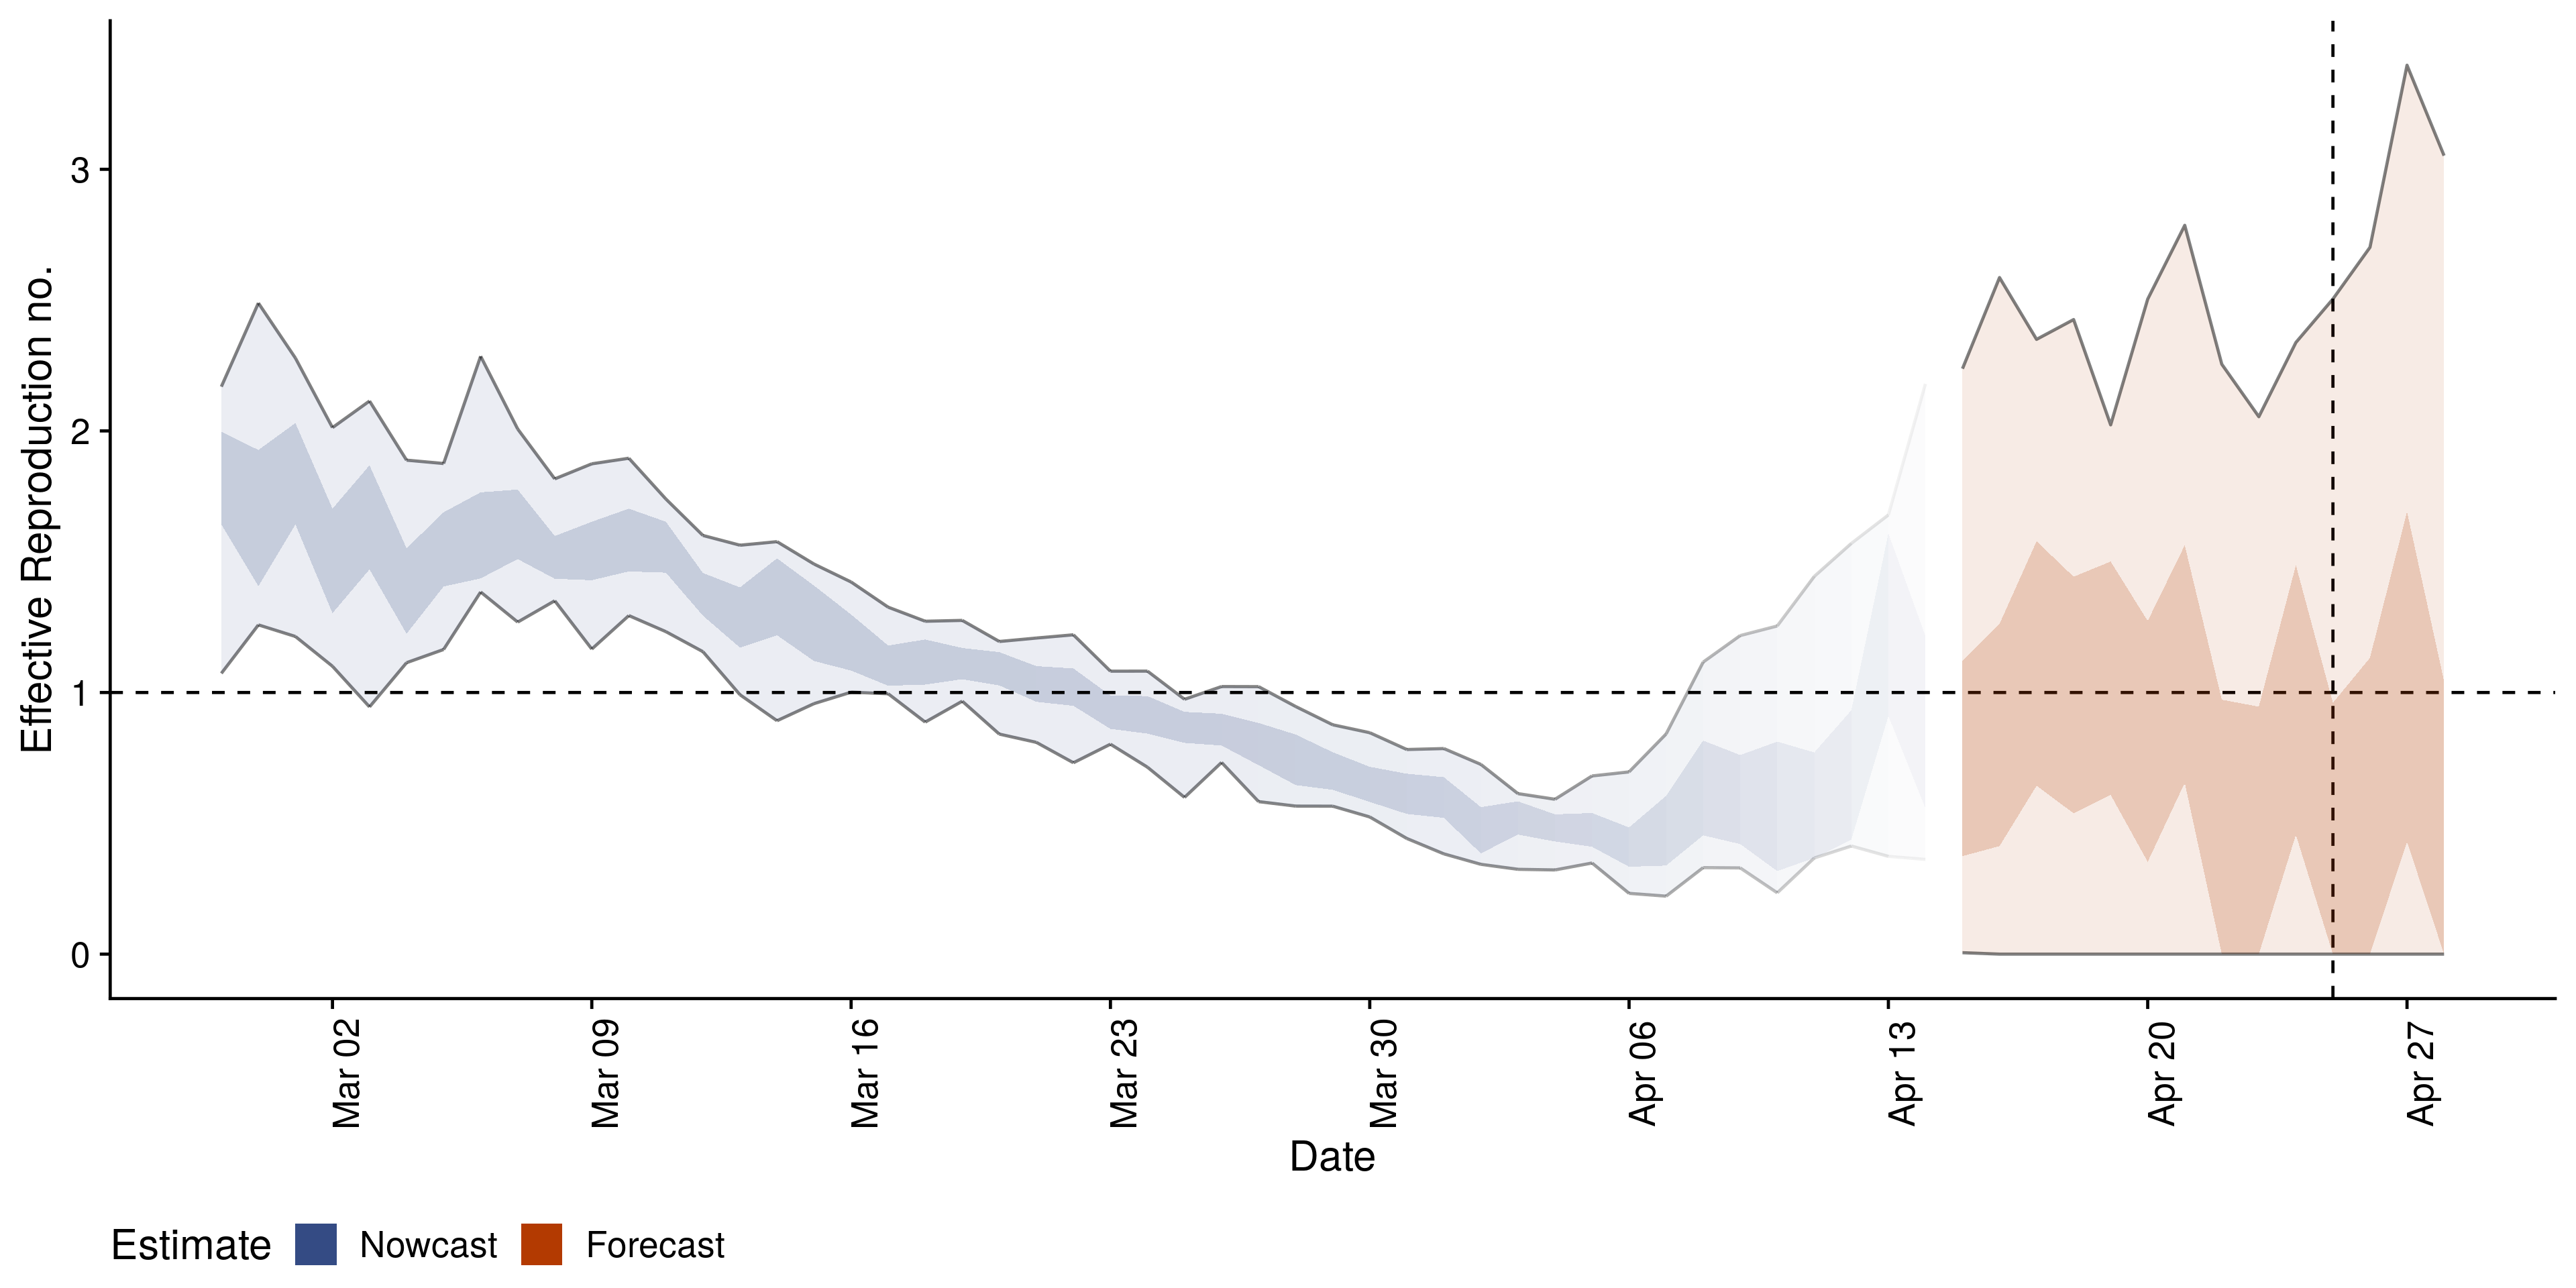 Effective Reproduction no.
3
2
1
0
Mar 02
Mar 09
Mar 16
Mar 23
Mar 30
Apr 06
Apr 13
Apr 20
Apr 27
Date
Estimate Nowcast Forecast